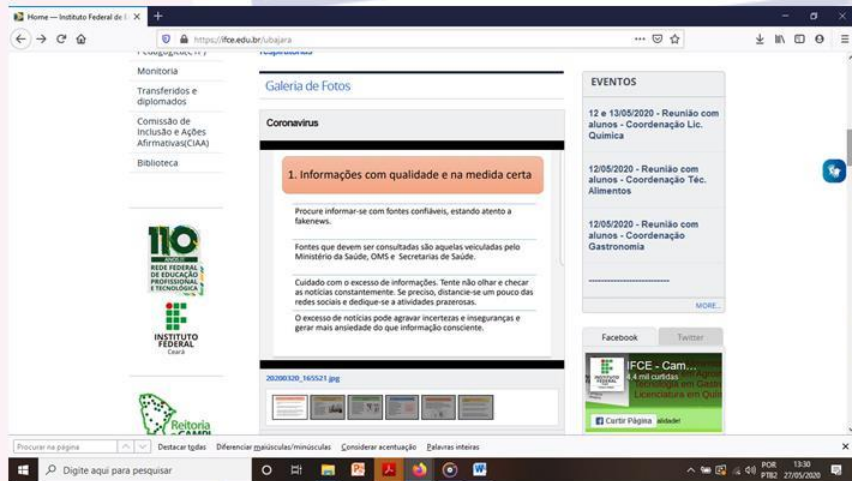 Home — Instituto Federal de
https://ifce.edu.br/ubajara
Monitoria
Transferidos e
diplomados
Comissão de
Inclusão e Ações
Afirmativas(CIAA)
Biblioteca
110
REDE FEDERAL
DE EDUCAÇÃO
PROFISSIONAL
E TECNOLÓGICA
INSTITUTO
FEDERAL
Ceará
Reitoria
Galeria de Fotos
Coronavirus
1. Informações com qualidade e na medida certa
Procure informar-se com fontes confiáveis, estando atento a
fakenews.
Fontes que devem ser consultadas são aquelas veiculadas pelo
Ministério da Saúde, OMS e Secretarias de Saúde.
Cuidado com o excesso de informações. Tente não olhar e checar
as notícias constantemente. Se preciso, distancie-se um pouco das
redes sociais e dedique-se a atividades prazerosas.
O excesso de notícias pode agravar incertezas e inseguranças e
gerar mais ansiedade do que informação consciente.
20200320_165521.jpg
EVENTOS
12 e 13/05/2020 - Reunião com
alunos - Coordenação Lic.
Quimica
12/05/2020 - Reunião com
alunos - Coordenação Téc.
Alimentos
12/05/2020 - Reunião com
alunos - Coordenação
Gastronomia
MORE...
Facebook Twitter
IFCE - Cam...
4,4 mil curtidas
Curtir Página
Procurar na página Destacar todas Diferenciar maiúsculas/minúsculas Considerar acentuação Palavras inteiras
Digite aqui para pesquisar
POR 13:30
PTB2 27/05/2020